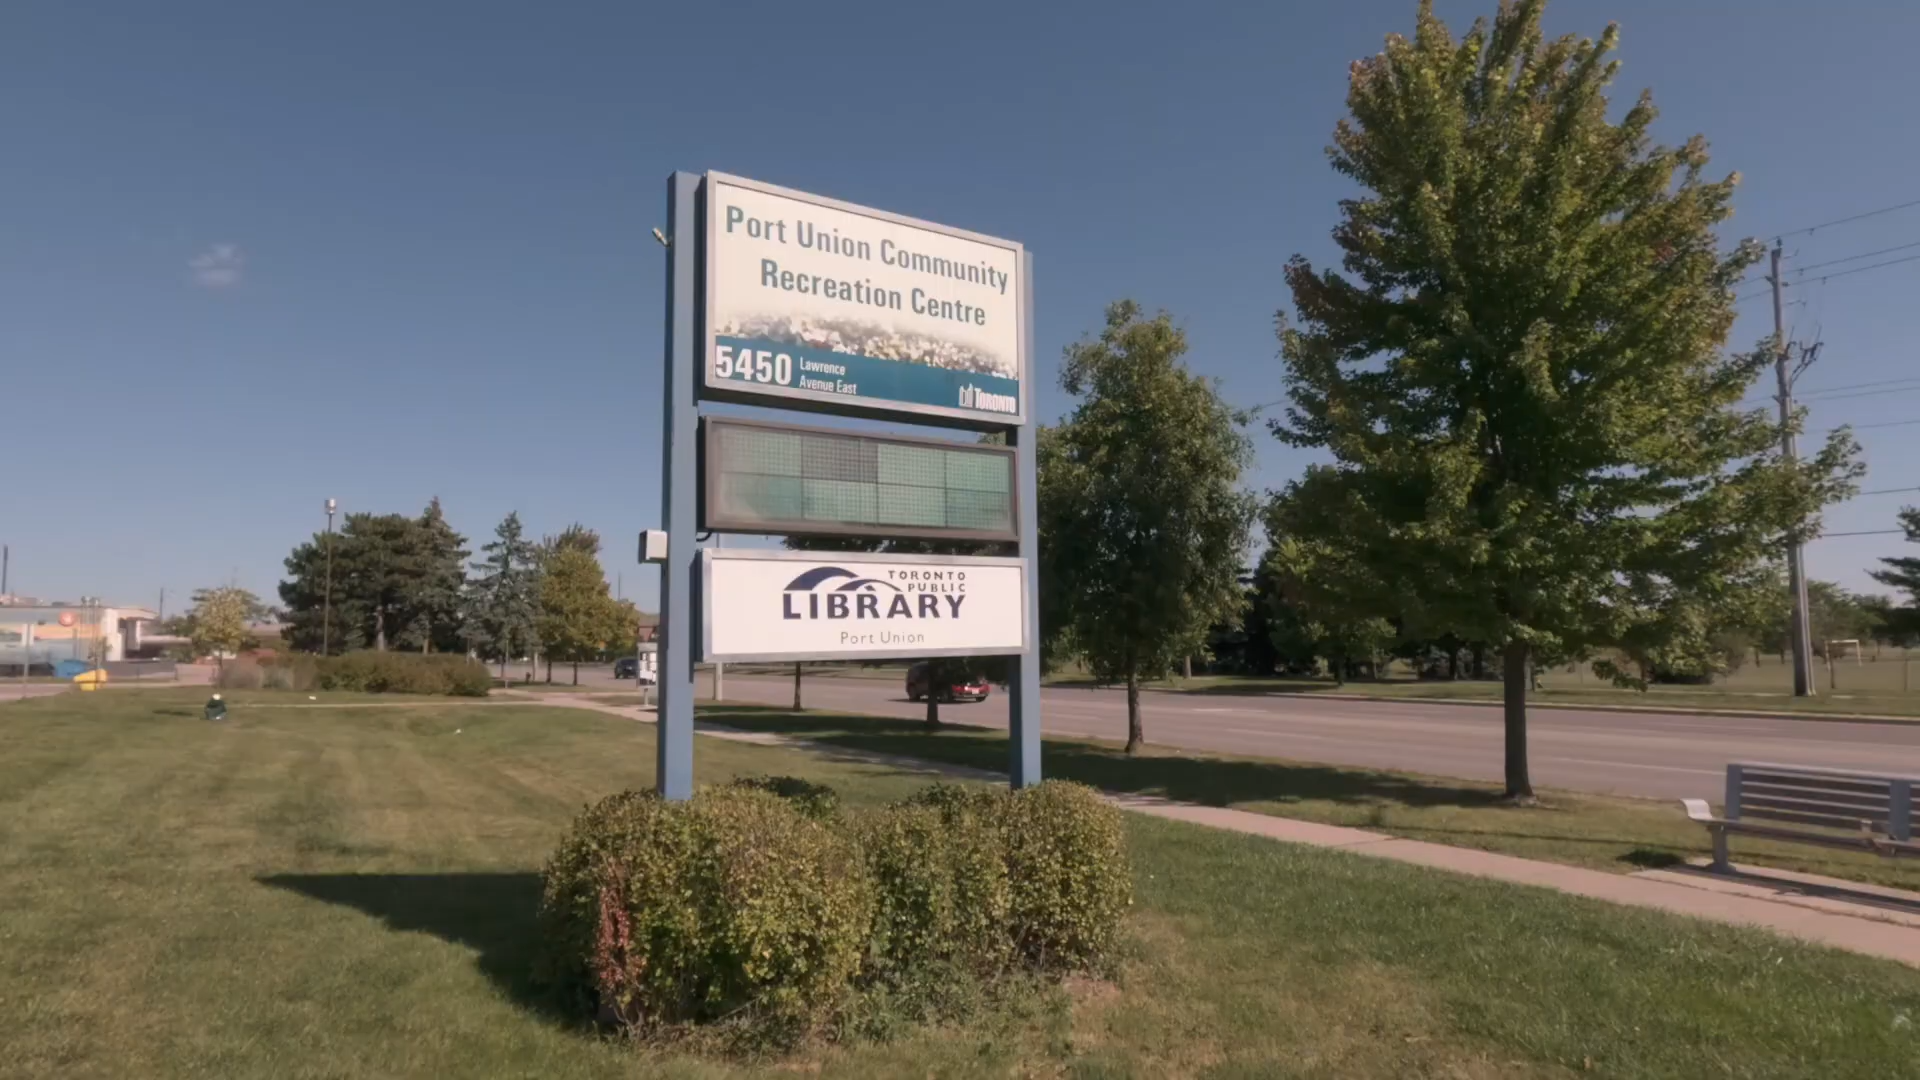 Port Union Community
Recreation Centre
5450 Lawrence
Avenue East
TORONTO
TORONTO
PUBLIC
LIBRARY
Port Union